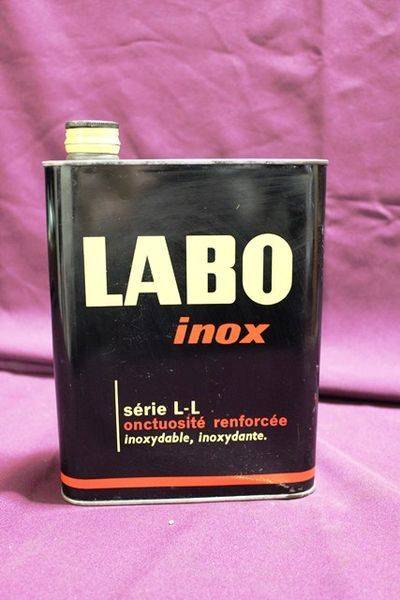 LABO
inox
série L-L
onctuosité renforcée
inoxydable, inoxydante.